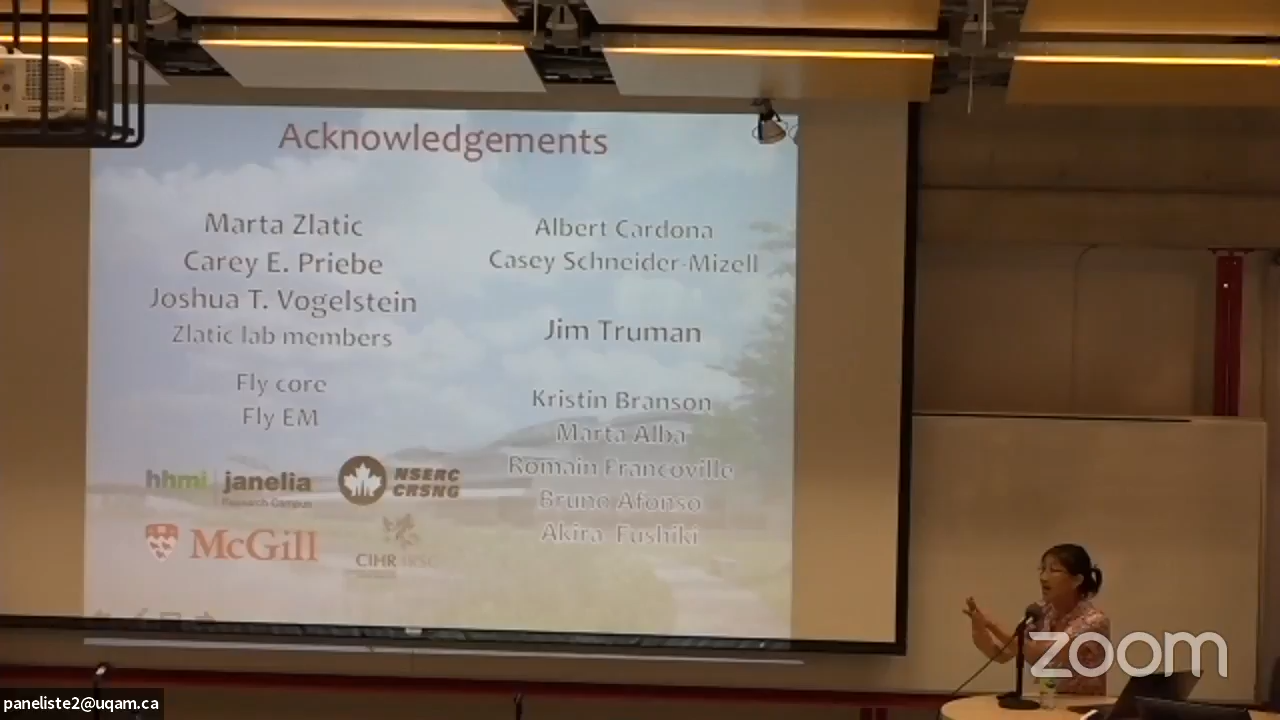 Acknowledgements
Marta Zlatic
Carey E. Priebe
Joshua T. Vogelstein
Zlatic lab members
Fly core
Fly EM
Albert Cardona
Casey Schneider-Mizell
Jim Truman
Kristin Branson
Marta Alba
Romain Francoville
Bruno Afonso
Akira Fushiki
hhmi janelia
Research Campus
NSERC
CRSNG
McGill
CIHR IRSC
zoom
paneliste2@uqam.ca